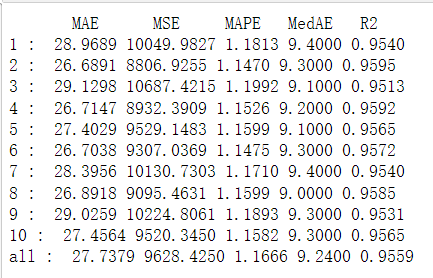 MAE MSE MAPE MedAE R2
1 : 28.9689 10049.9827 1.1813 9.4000 0.9540
2 : 26.6891 8806.9255 1.1470 9.3000 0.9595
3 : 29.1298 10687.4215 1.1992 9.1000 0.9513
4 : 26.7147 8932.3909 1.1526 9.2000 0.9592
5 : 27.4029 9529.1483 1.1599 9.1000 0.9565
6 : 26.7038 9307.0369 1.1475 9.3000 0.9572
7 : 28.3956 10130.7303 1.1710 9.4000 0.9540
8 : 26.8918 9095.4631 1.1599 9.0000 0.9585
9 : 29.0259 10224.8061 1.1893 9.3000 0.9531
10 : 27.4564 9520.3450 1.1582 9.3000 0.9565
all : 27.7379 9628.4250 1.1666 9.2400 0.9559